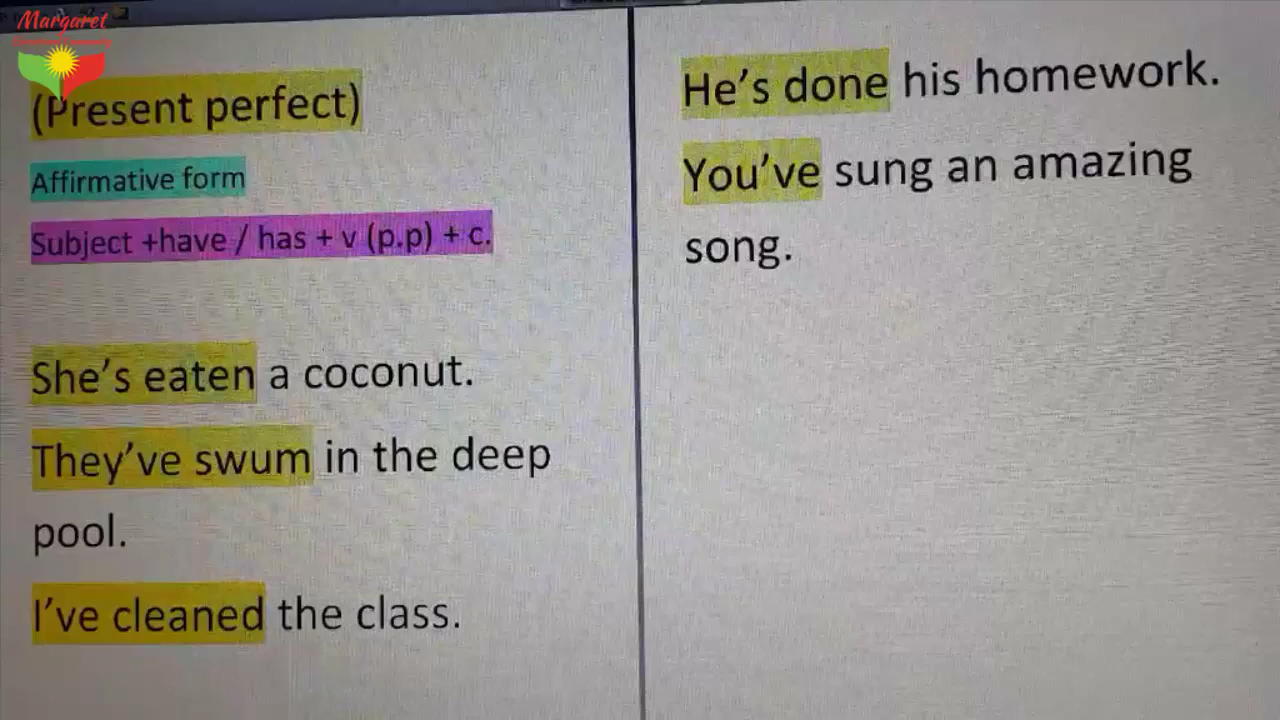 Margaret
(Present perfect)
Affirmative form
Subject +have / has + v (p.p) + c.
She's eaten a coconut.
They've swum in the deep
pool.
I've cleaned the class.
He's done his homework.
You've sung an amazing
song.